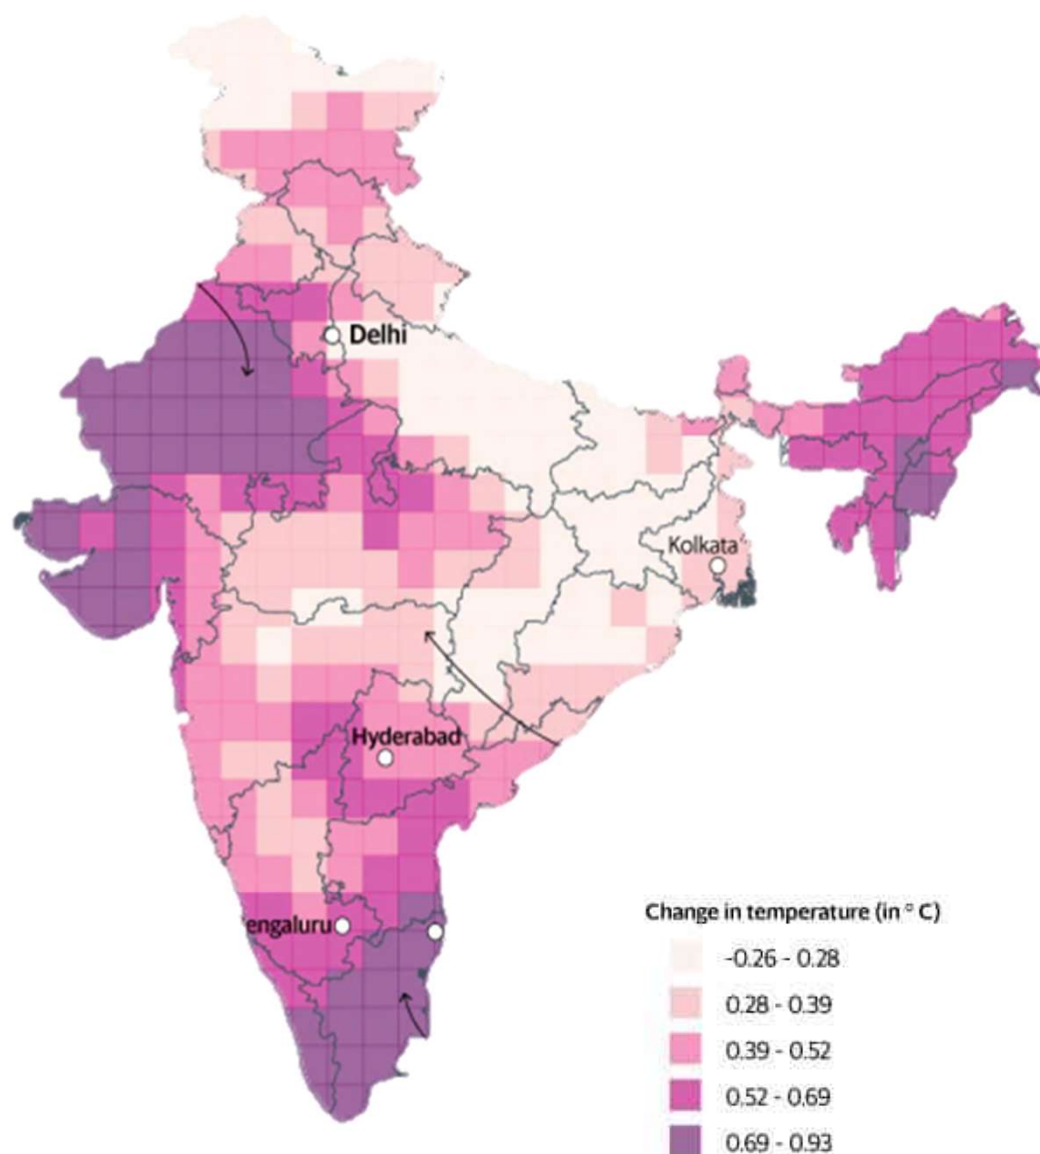 Delhi
Kolkata
Hyderabad
engaluru
Change in temperature (in ° C)
-0.26 - 0.28
0.28 - 0.39
0.39 - 0.52
0.52 - 0.69
0.69 - 0.93